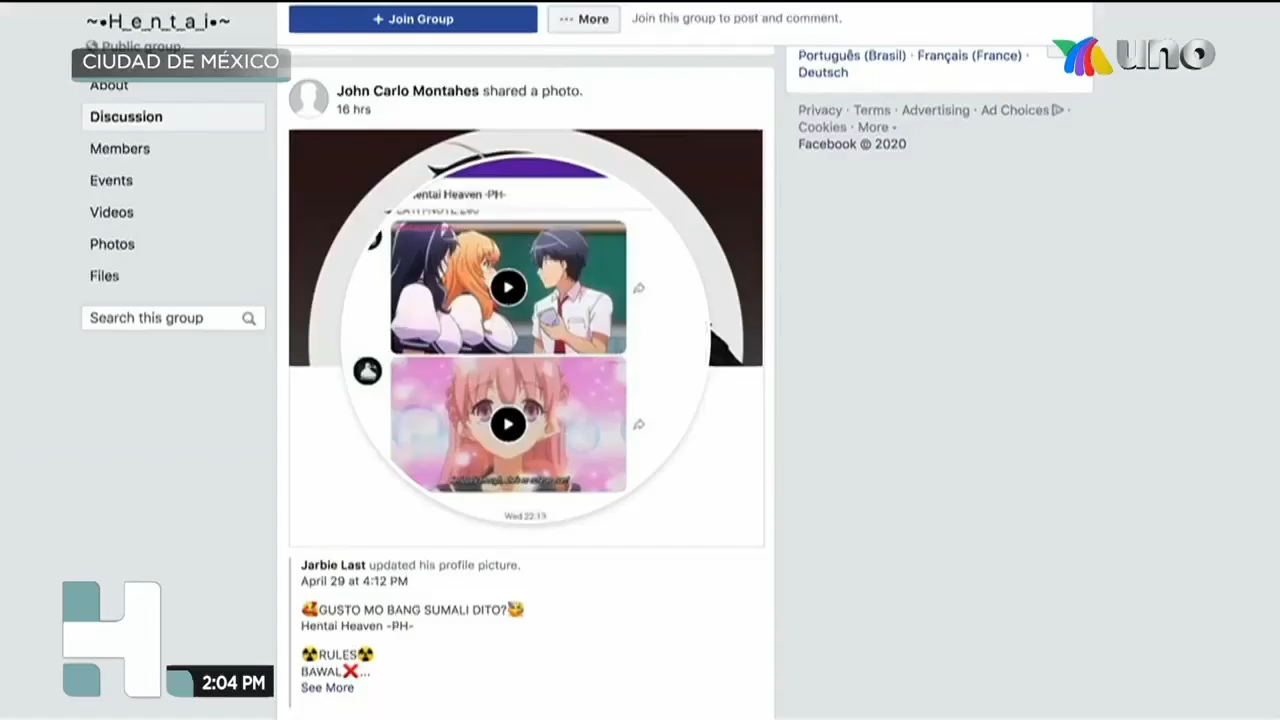 ~•H_e_n_t_a_i•~
Public group
CIUDAD DE MÉXICO
About
Discussion
Members
Events
Videos
Photos
Files
Search this group
+ Join Group
··· More
Join this group to post and comment.
John Carlo Montahes shared a photo.
16 hrs
entai Heaven -PH-
Wed 22:13
Jarbie Last updated his profile picture.
April 29 at 4:12 PM
🥰GUSTO MO BANG SUMALI DITO?🥰
Hentai Heaven -PH-
☢RULES☢
BAWAL❌...
See More
uno
Português (Brasil) · Français (France) ·
Deutsch
Privacy · Terms · Advertising · Ad Choices ·
Cookies · More
Facebook © 2020
H
2:04 PM